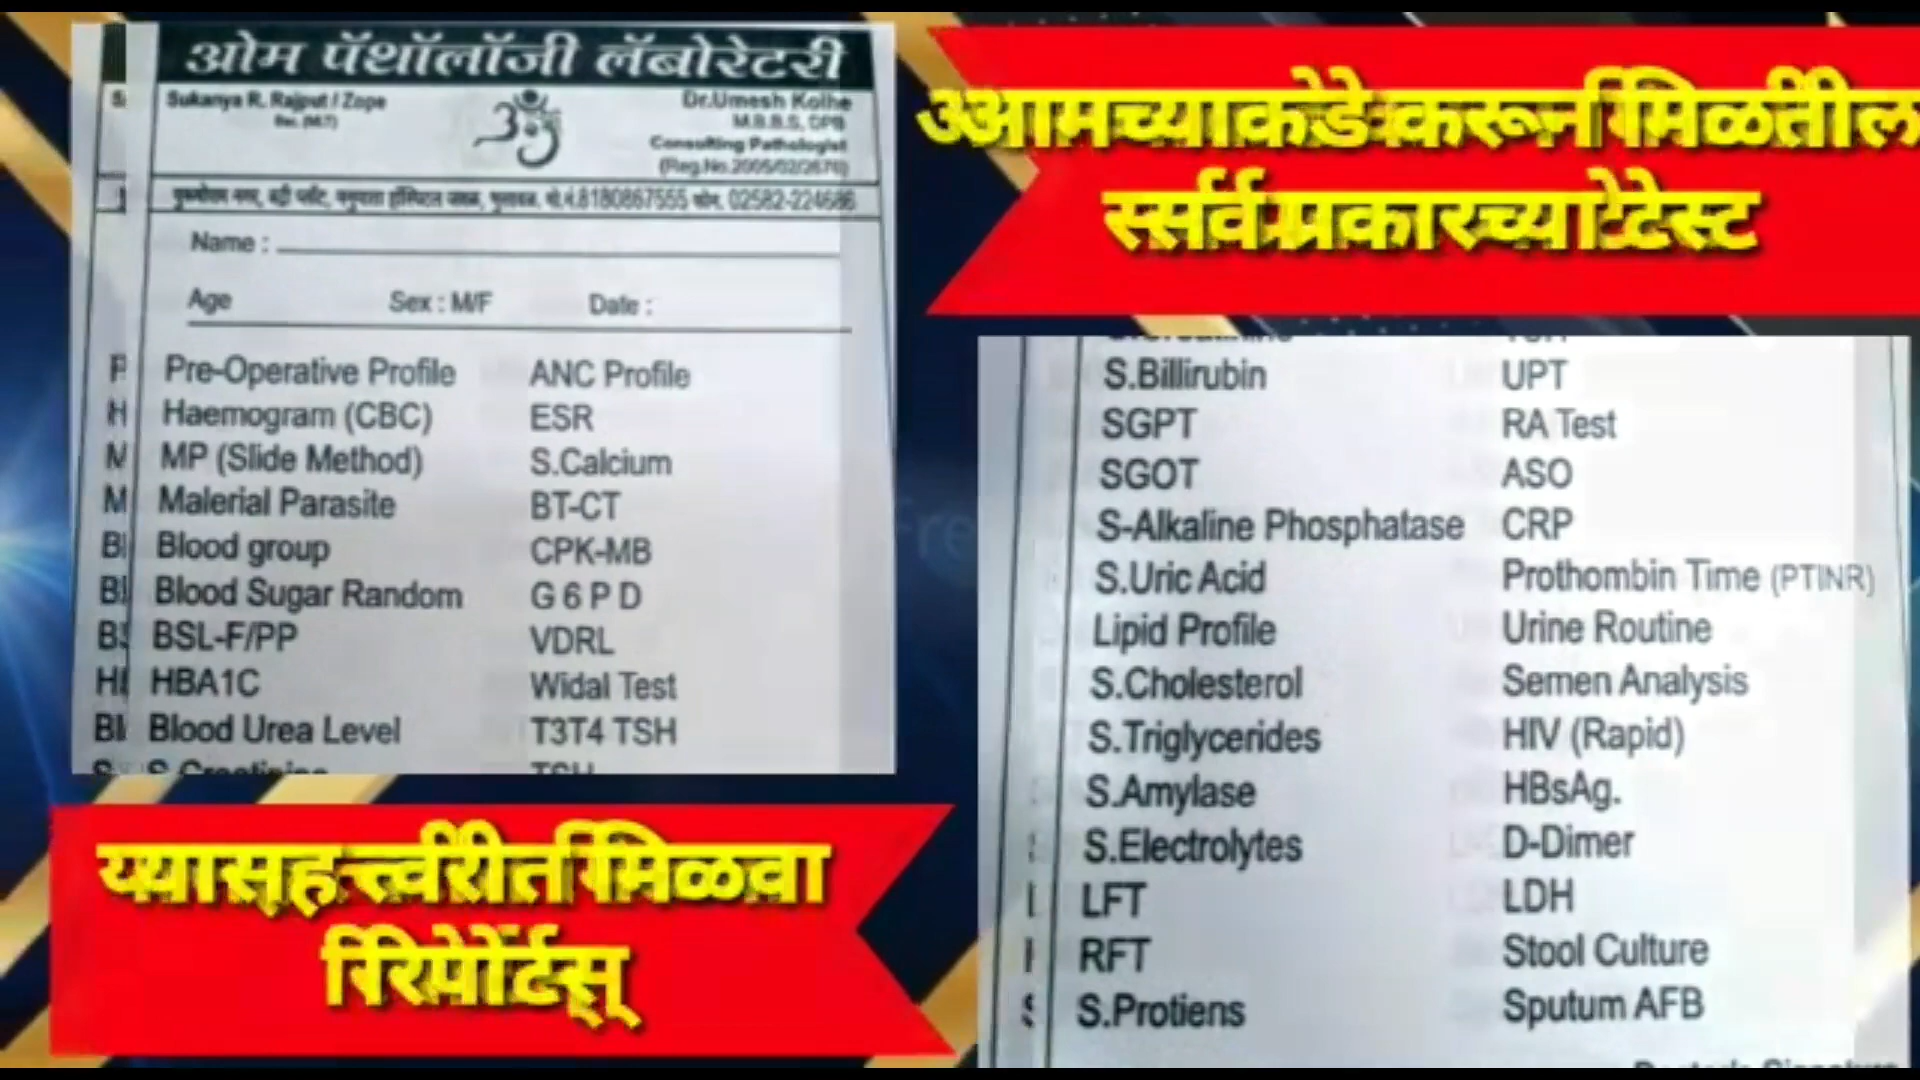 ओम पॅथॉलॉजी लॅबोरेटरी
Sukanya R. Rajput / Zope
Dr.Umesh Kolhe
M.B.B.S, DPB
Consulting Pathologist
8180867555 फोन. 02582-224686
Name :
Age Sex : M/F Date :
Pre-Operative Profile ANC Profile
Haemogram (CBC) ESR
MP (Slide Method) S.Calcium
Malerial Parasite BT-CT
Blood group CPK-MB
Blood Sugar Random G 6 P D
BSL-F/PP VDRL
HBA1C Widal Test
Blood Urea Level T3T4 TSH
आमच्याकडे करून मिळतील
सर्व प्रकारच्या टेस्ट
S.Billirubin UPT
SGPT RA Test
SGOT ASO
S-Alkaline Phosphatase CRP
S.Uric Acid Prothombin Time (PTINR)
Lipid Profile Urine Routine
S.Cholesterol Semen Analysis
S.Triglycerides HIV (Rapid)
S.Amylase HBsAg.
S.Electrolytes D-Dimer
LFT LDH
RFT Stool Culture
S.Protiens Sputum AFB
यासह त्वरीत मिळवा
रिपोर्टस्